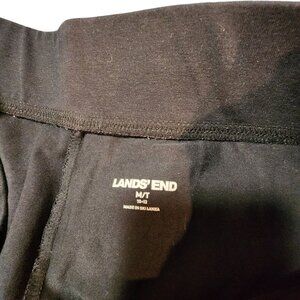 LANDS' END
M/T
10-12
MADE IN SRI LANKA